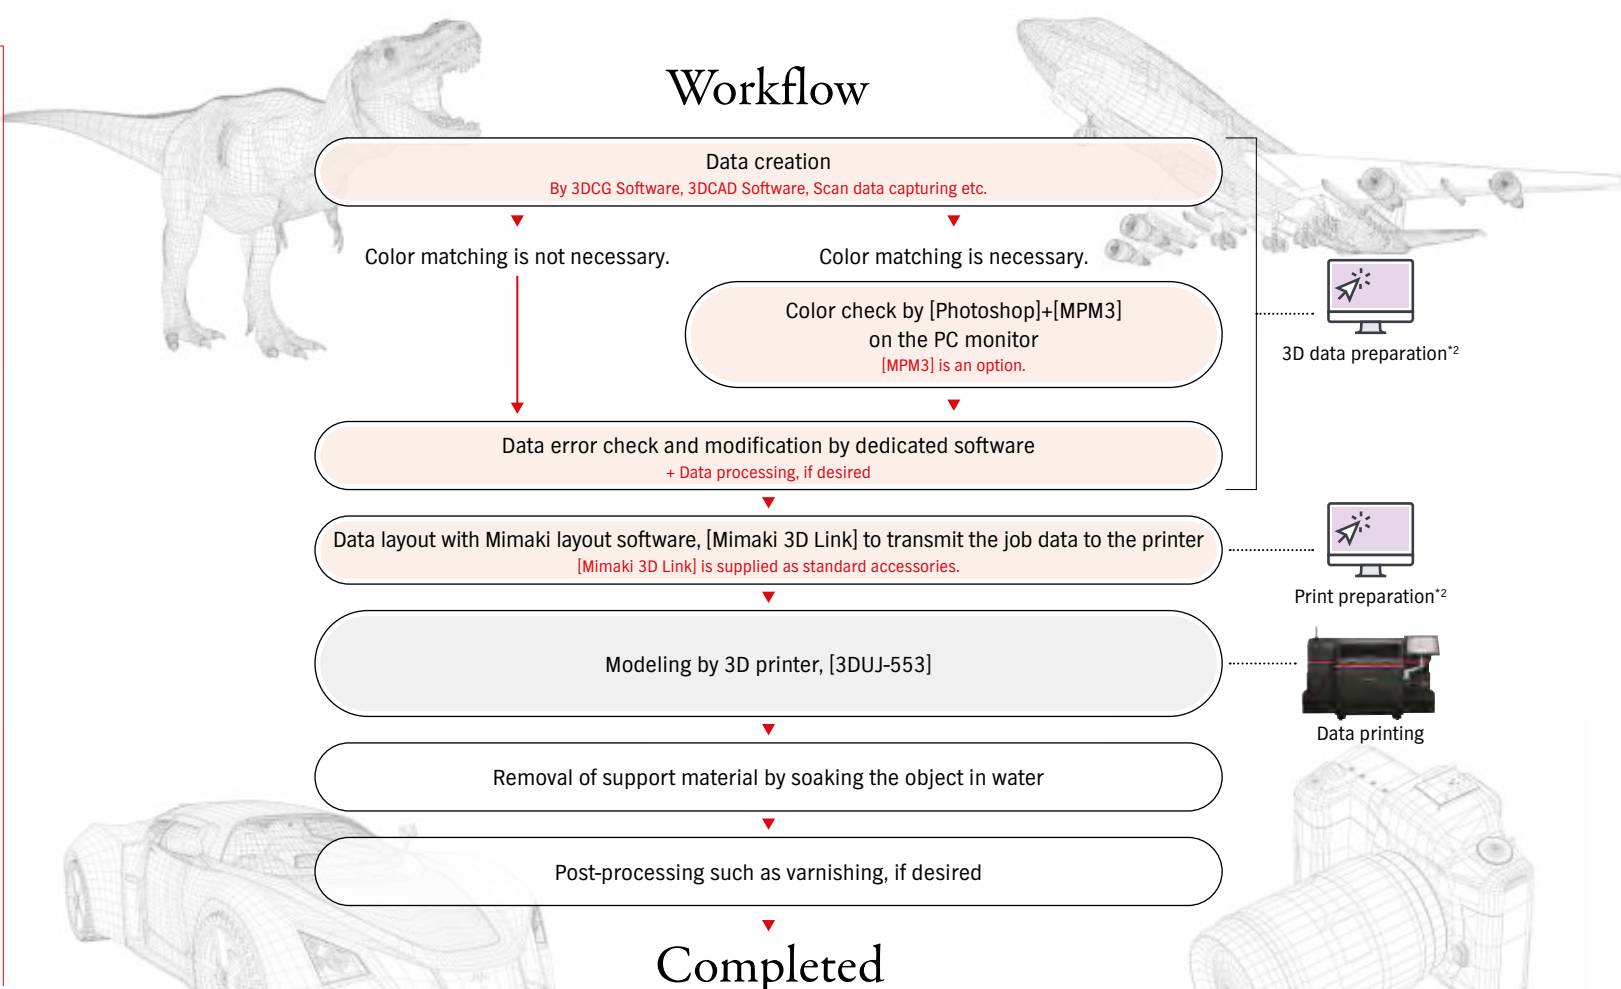 Workflow
Data creation
By 3DCG Software, 3DCAD Software, Scan data capturing etc.
Color matching is not necessary.
Color matching is necessary.
Color check by [Photoshop]+[MPM3]
on the PC monitor
[MPM3] is an option.
3D data preparation*2
Data error check and modification by dedicated software
+ Data processing, if desired
Data layout with Mimaki layout software, [Mimaki 3D Link] to transmit the job data to the printer
[Mimaki 3D Link] is supplied as standard accessories.
Print preparation*2
Modeling by 3D printer, [3DUJ-553]
Data printing
Removal of support material by soaking the object in water
Post-processing such as varnishing, if desired
Completed